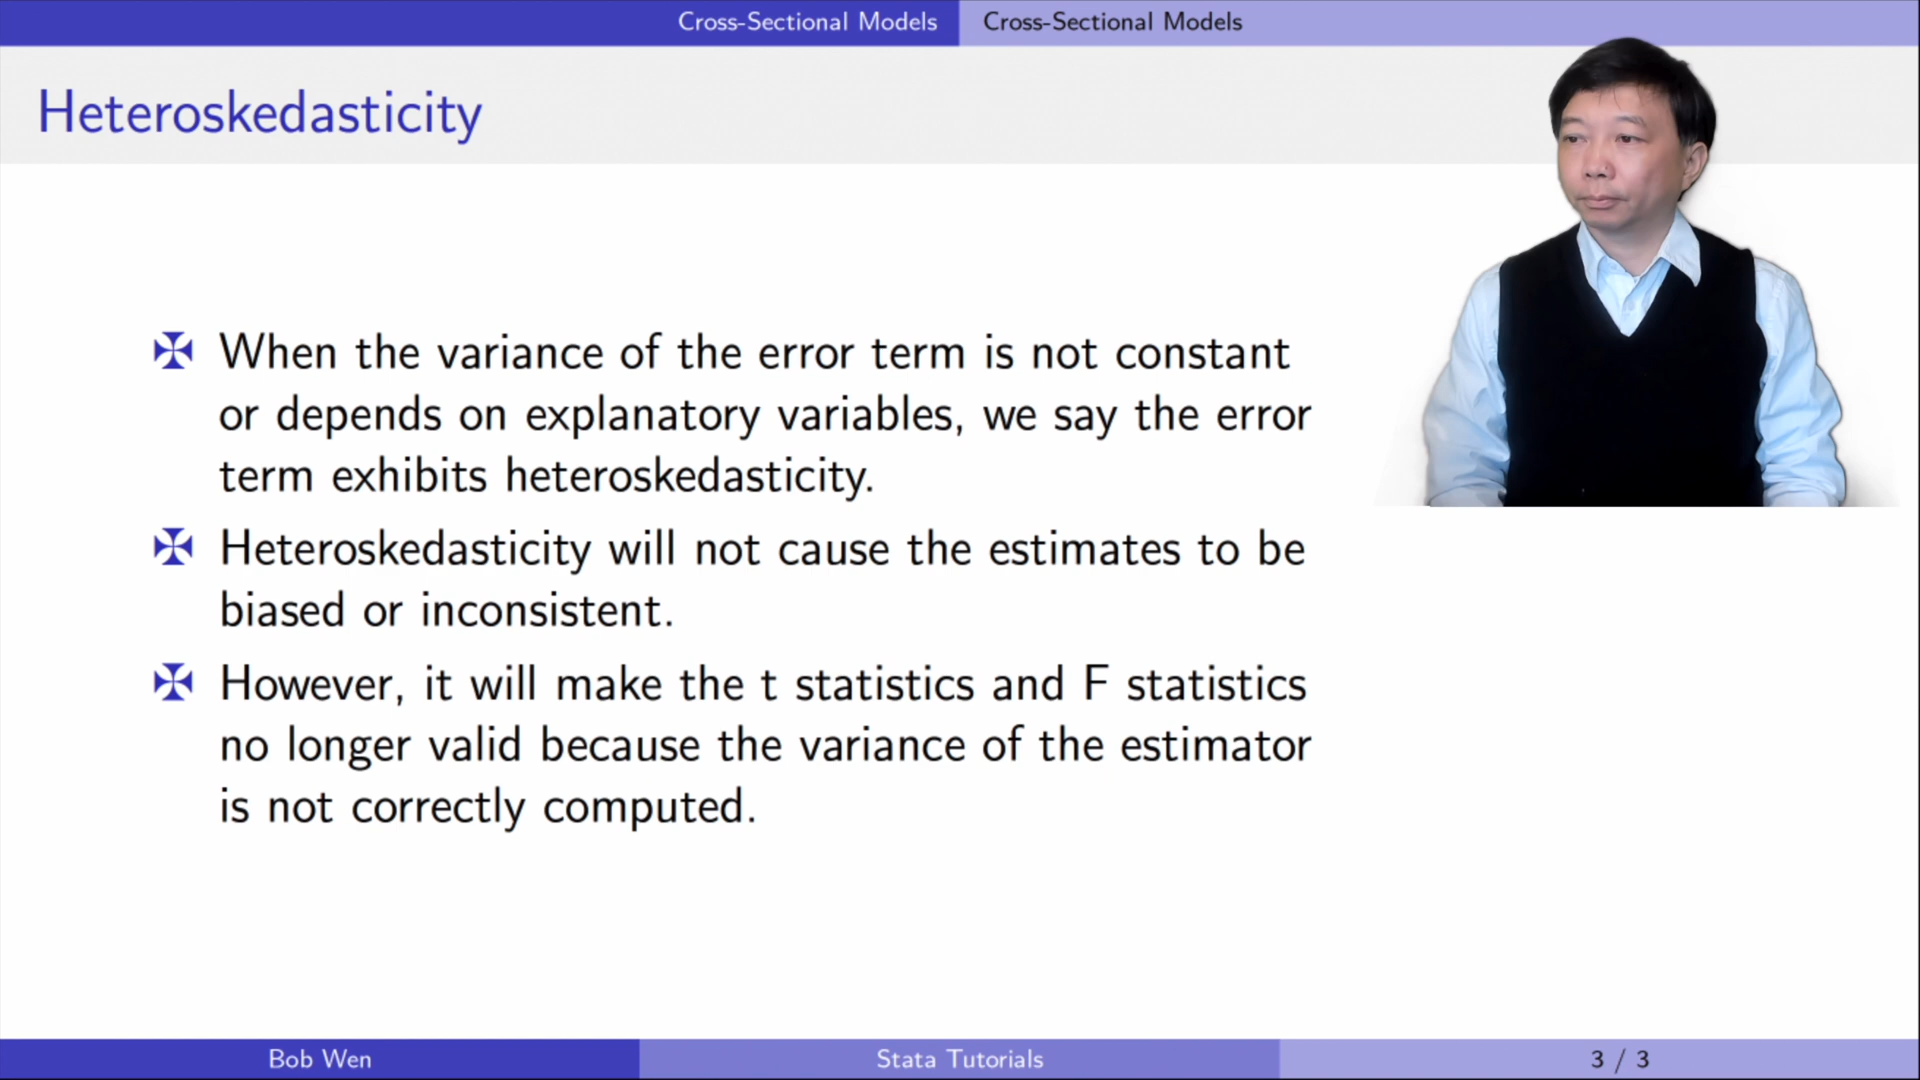 Cross-Sectional Models
Cross-Sectional Models
Heteroskedasticity
When the variance of the error term is not constant
or depends on explanatory variables, we say the error
term exhibits heteroskedasticity.
Heteroskedasticity will not cause the estimates to be
biased or inconsistent.
However, it will make the t statistics and F statistics
no longer valid because the variance of the estimator
is not correctly computed.
Bob Wen
Stata Tutorials
3 / 3